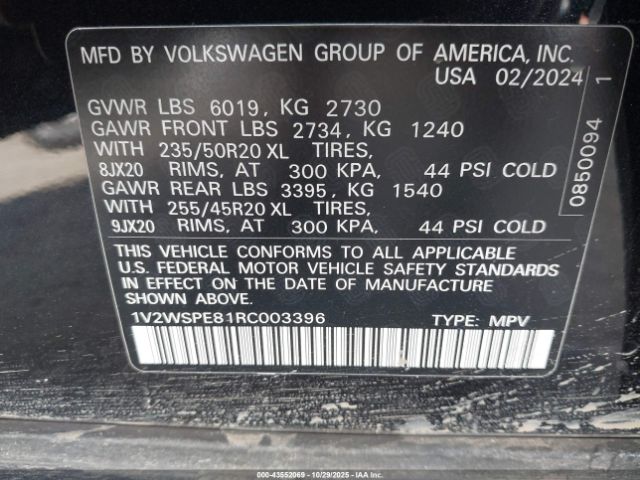 MFD BY VOLKSWAGEN GROUP OF AMERICA, INC.
USA 02/2024
GVWR LBS 6019, KG 2730
GAWR FRONT LBS 2734, KG 1240
WITH 235/50R20 XL TIRES,
8JX20 RIMS, AT 300 KPA, 44 PSI COLD
GAWR REAR LBS 3395, KG 1540
WITH 255/45R20 XL TIRES,
9JX20 RIMS, AT 300 KPA, 44 PSI COLD
THIS VEHICLE CONFORMS TO ALL APPLICABLE
U.S. FEDERAL MOTOR VEHICLE SAFETY STANDARDS
IN EFFECT ON THE DATE OF MANUFACTURE
SHOWN ABOVE.
1V2WSPE81RC003396 TYPE: MPV
0850094 1
000-43552069 • 10/29/2025 • IAAI.COM